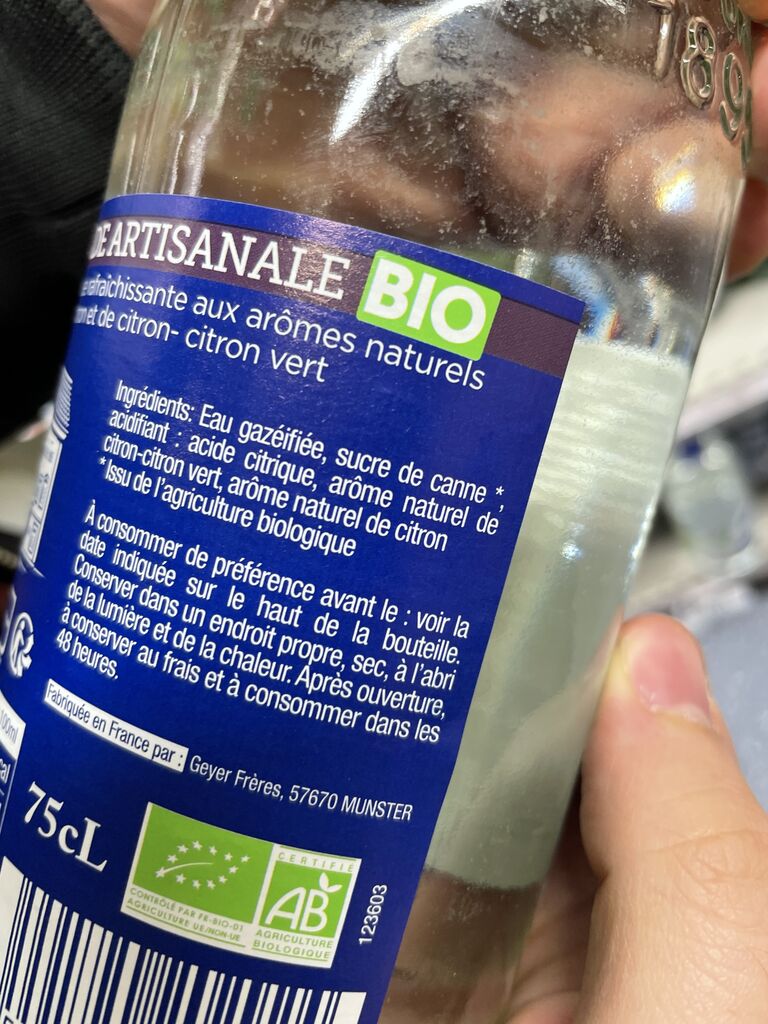 189
ARTISANALE BIO
rafraîchissante aux arômes naturels
et de citron- citron vert
Ingrédients: Eau gazéifiée, sucre de canne *,
acidifiant : acide citrique, arôme naturel de
citron-citron vert, arôme naturel de citron
* Issu de l'agriculture biologique
À consommer de préférence avant le : voir la
date indiquée sur le haut de la bouteille.
Conserver dans un endroit propre, sec, à l'abri
de la lumière et de la chaleur. Après ouverture,
à conserver au frais et à consommer dans les
48 heures.
100ml
Fabriquée en France par : Geyer Frères, 57670 MUNSTER
75cL
CONTRÔLÉ PAR FR-BIO-01
AGRICULTURE UE/NON-UE
CERTIFIÉ
AB
AGRICULTURE
BIOLOGIQUE
123603